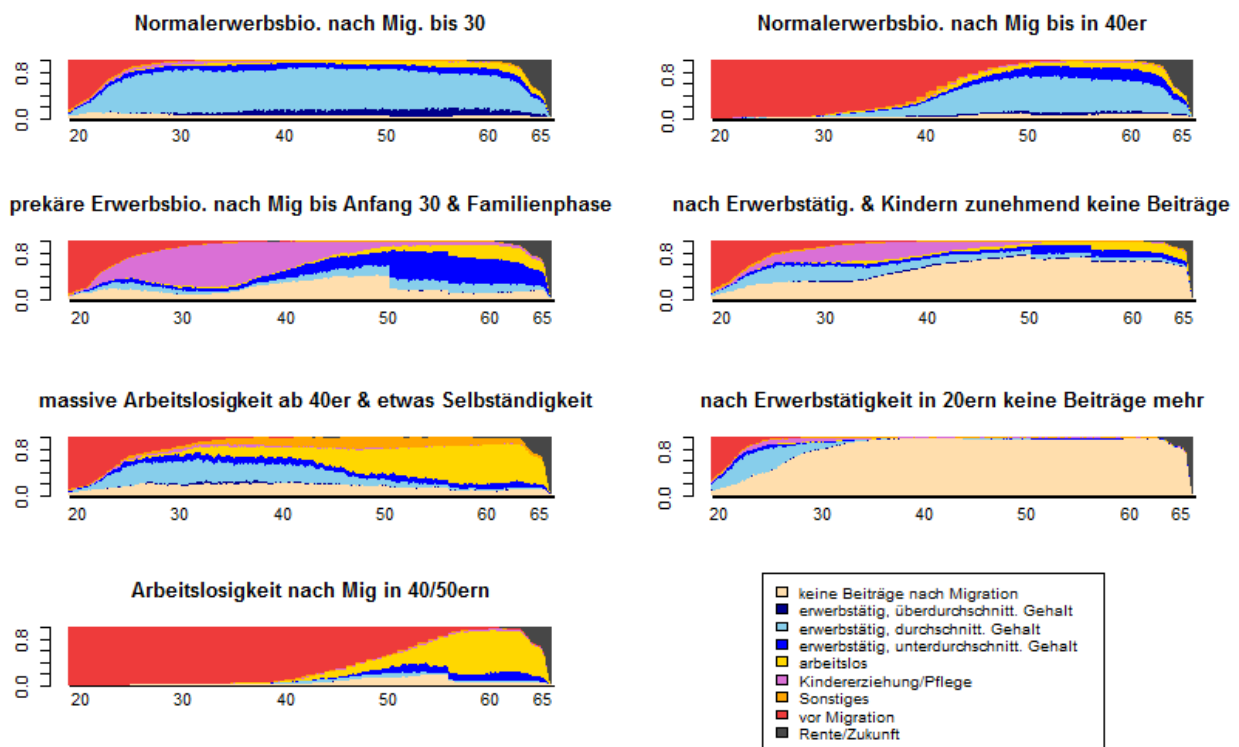 Normalerwerbsbio. nach Mig. bis 30
0.0 0.8
20 30 40 50 60 65
Normalerwerbsbio. nach Mig bis in 40er
0.0 0.8
20 30 40 50 60 65
prekäre Erwerbsbio. nach Mig bis Anfang 30 & Familienphase
0.0 0.8
20 30 40 50 60 65
nach Erwerbstätig. & Kindern zunehmend keine Beiträge
0.0 0.8
20 30 40 50 60 65
massive Arbeitslosigkeit ab 40er & etwas Selbständigkeit
0.0 0.8
20 30 40 50 60 65
nach Erwerbstätigkeit in 20ern keine Beiträge mehr
0.0 0.8
20 30 40 50 60 65
Arbeitslosigkeit nach Mig in 40/50ern
0.0 0.8
20 30 40 50 60 65
keine Beiträge nach Migration
erwerbstätig, überdurchschnitt. Gehalt
erwerbstätig, durchschnitt. Gehalt
erwerbstätig, unterdurchschnitt. Gehalt
arbeitslos
Kindererziehung/Pflege
Sonstiges
vor Migration
Rente/Zukunft